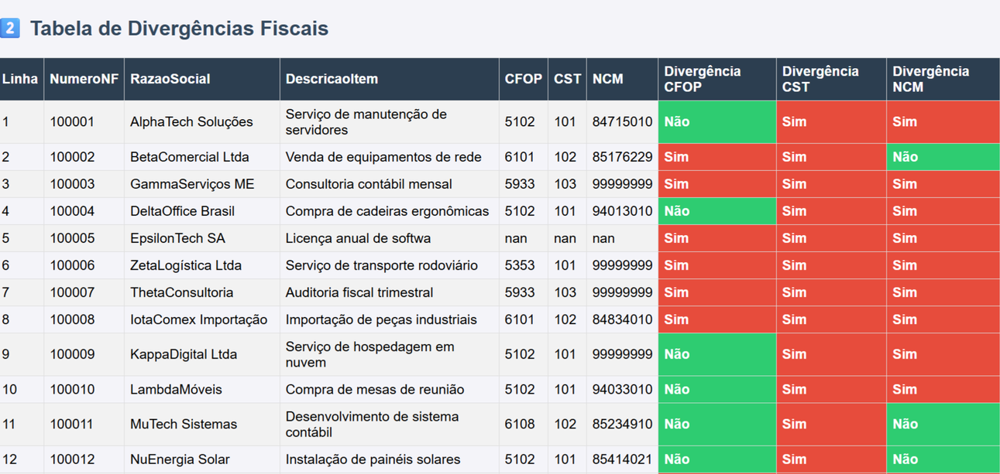 2 Tabela de Divergências Fiscais
Linha NumeroNF RazaoSocial DescricaoItem CFOP CST NCM Divergência CFOP Divergência CST Divergência NCM
1 100001 AlphaTech Soluções Serviço de manutenção de servidores 5102 101 84715010 Não Sim Sim
2 100002 BetaComercial Ltda Venda de equipamentos de rede 6101 102 85176229 Sim Sim Não
3 100003 GammaServiços ME Consultoria contábil mensal 5933 103 99999999 Sim Sim Sim
4 100004 DeltaOffice Brasil Compra de cadeiras ergonômicas 5102 101 94013010 Não Sim Sim
5 100005 EpsilonTech SA Licença anual de softwa nan nan nan Sim Sim Sim
6 100006 ZetaLogística Ltda Serviço de transporte rodoviário 5353 101 99999999 Sim Sim Sim
7 100007 ThetaConsultoria Auditoria fiscal trimestral 5933 103 99999999 Sim Sim Sim
8 100008 IotaComex Importação Importação de peças industriais 6101 102 84834010 Sim Sim Sim
9 100009 KappaDigital Ltda Serviço de hospedagem em nuvem 5102 101 99999999 Não Sim Sim
10 100010 LambdaMóveis Compra de mesas de reunião 5102 101 94033010 Não Sim Sim
11 100011 MuTech Sistemas Desenvolvimento de sistema contábil 6108 102 85234910 Não Sim Não
12 100012 NuEnergia Solar Instalação de painéis solares 5102 101 85414021 Não Sim Não